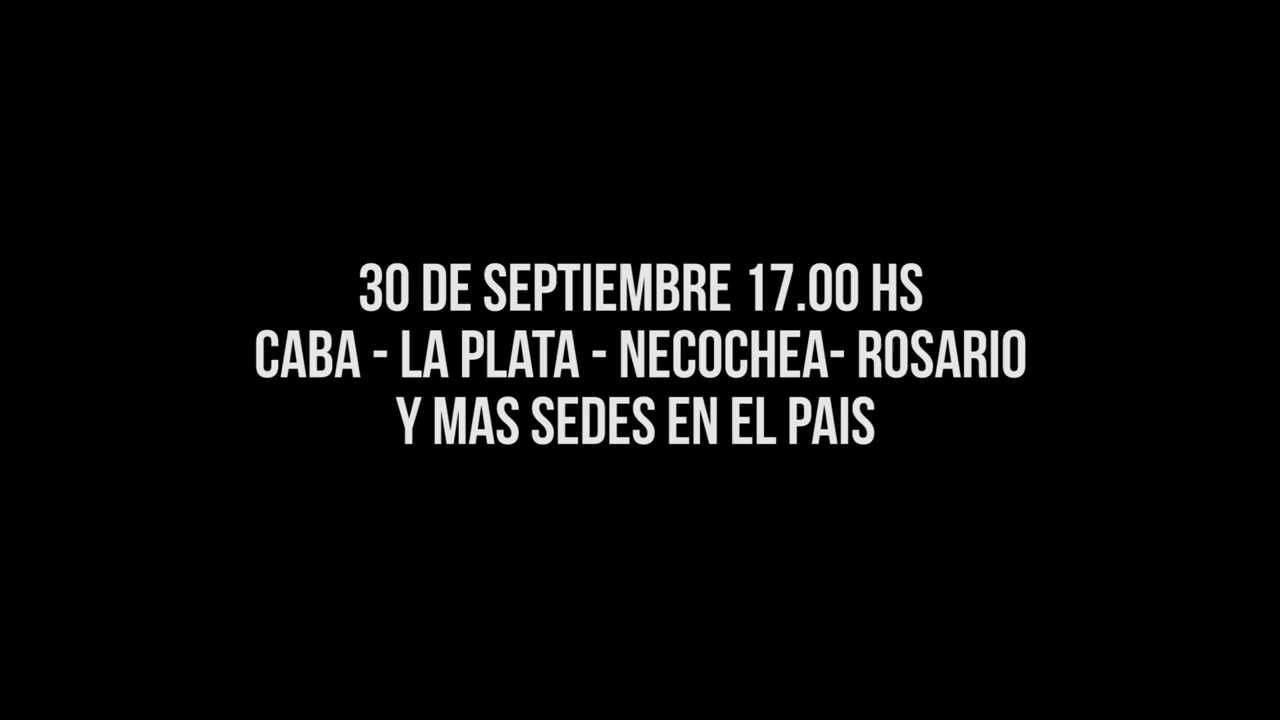 30 DE SEPTIEMBRE 17.00 HS
CABA - LA PLATA - NECOCHEA- ROSARIO
Y MAS SEDES EN EL PAIS